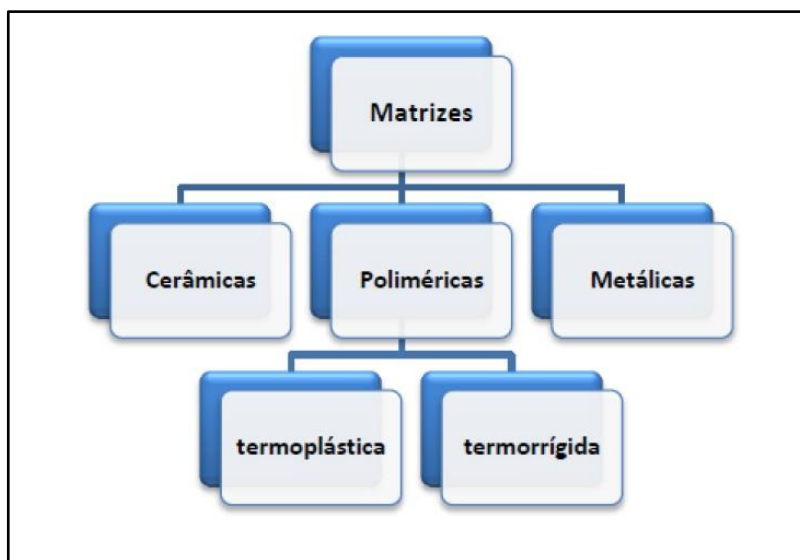 Matrizes
Cerâmicas
Poliméricas
Metálicas
termoplástica
termorrígida